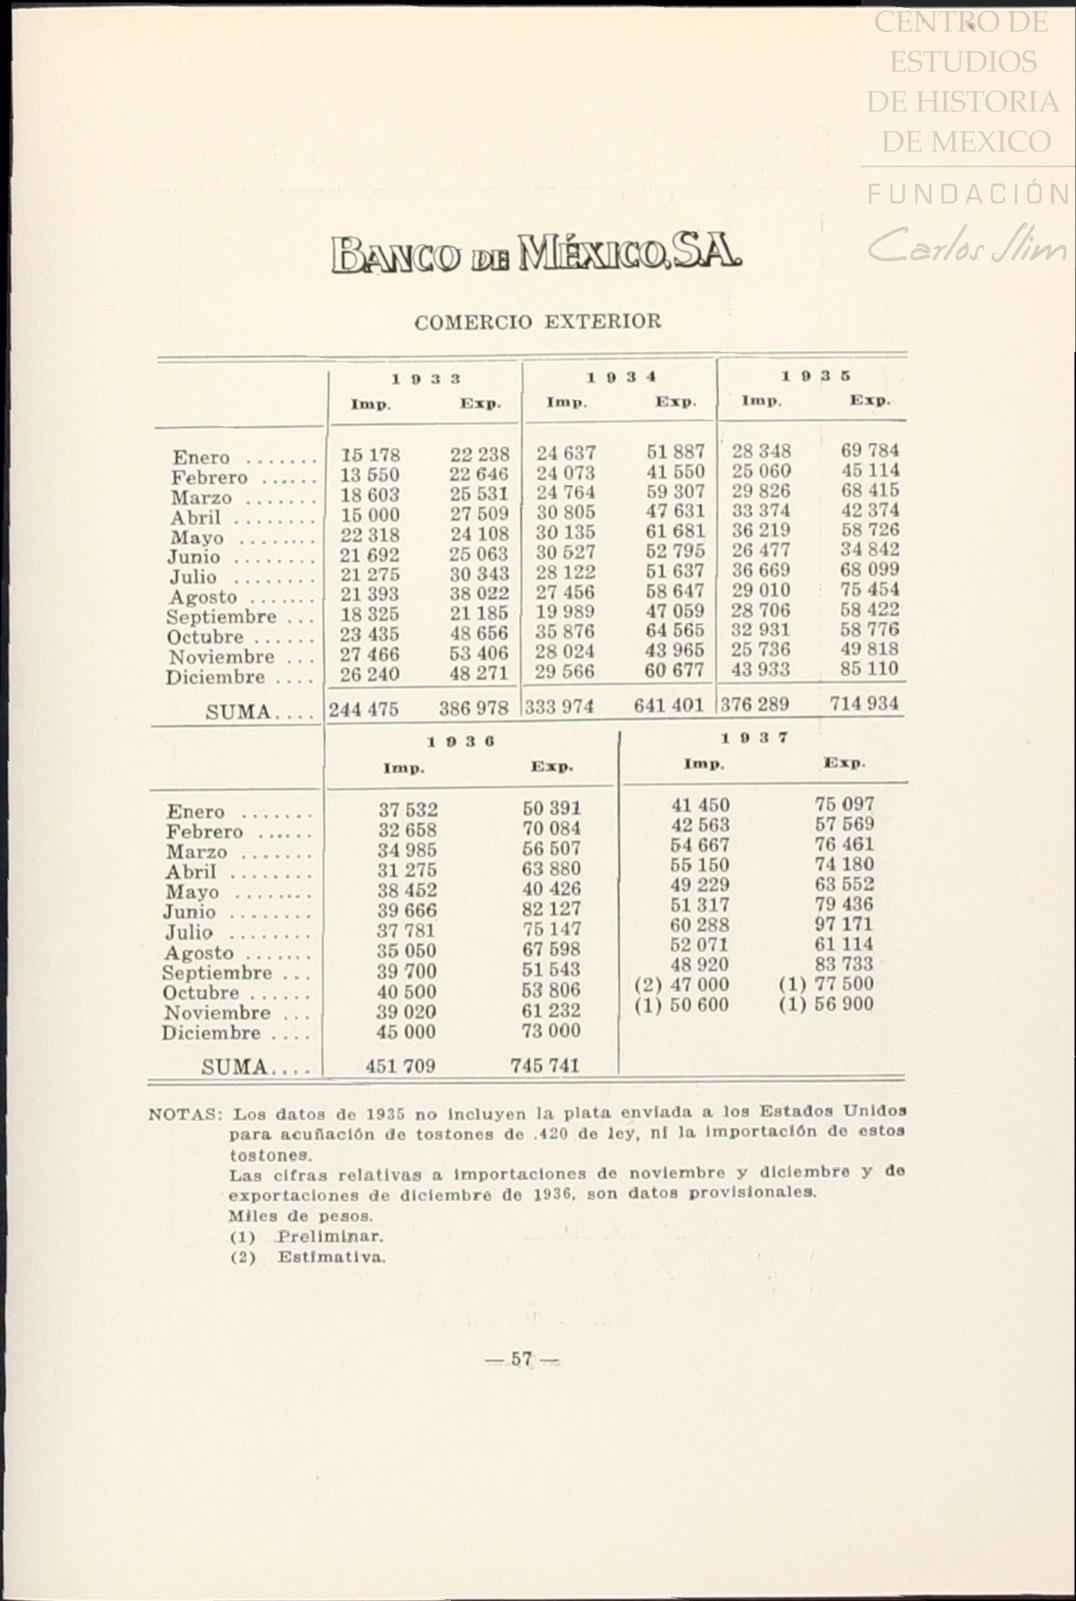 CENTRO DE
ESTUDIOS
DE HISTORIA
DE MEXICO
FUNDACIÓN
Carlos Slim
BANCO DE MÉXICO, S.A.
COMERCIO EXTERIOR
1933 1934 1935
Imp. Exp. Imp. Exp. Imp. Exp.
Enero ....... 15 178 22 238 24 637 51 887 28 348 69 784
Febrero ...... 13 550 22 646 24 073 41 550 25 060 45 114
Marzo ....... 18 603 25 531 24 764 59 307 29 826 68 415
Abril ........ 15 000 27 509 30 805 47 631 33 374 42 374
Mayo ........ 22 318 24 108 30 135 61 681 36 219 58 726
Junio ........ 21 692 25 063 30 527 52 795 26 477 34 842
Julio ........ 21 275 30 343 28 122 51 637 36 669 68 099
Agosto ....... 21 393 38 022 27 456 58 647 29 010 75 454
Septiembre ... 18 325 21 185 19 989 47 059 28 706 58 422
Octubre ...... 23 435 48 656 35 876 64 565 32 931 58 776
Noviembre ... 27 466 53 406 28 024 43 965 25 736 49 818
Diciembre .... 26 240 48 271 29 566 60 677 43 933 85 110
SUMA.... 244 475 386 978 333 974 641 401 376 289 714 934
1936 1937
Imp. Exp. Imp. Exp.
Enero ....... 37 532 50 391 41 450 75 097
Febrero ...... 32 658 70 084 42 563 57 569
Marzo ....... 34 985 56 507 54 667 76 461
Abril ........ 31 275 63 880 55 150 74 180
Mayo ........ 38 452 40 426 49 229 63 552
Junio ........ 39 666 82 127 51 317 79 436
Julio ........ 37 781 75 147 60 288 97 171
Agosto ....... 35 050 67 598 52 071 61 114
Septiembre ... 39 700 51 543 48 920 83 733
Octubre ...... 40 500 53 806 (2) 47 000 (1) 77 500
Noviembre ... 39 020 61 232 (1) 50 600 (1) 56 900
Diciembre .... 45 000 73 000
SUMA.... 451 709 745 741
NOTAS: Los datos de 1935 no incluyen la plata enviada a los Estados Unidos
para acuñación de tostones de .420 de ley, ni la importación de estos
tostones.
Las cifras relativas a importaciones de noviembre y diciembre y de
exportaciones de diciembre de 1936, son datos provisionales.
Miles de pesos.
(1) Preliminar.
(2) Estimativa.
— 57 —